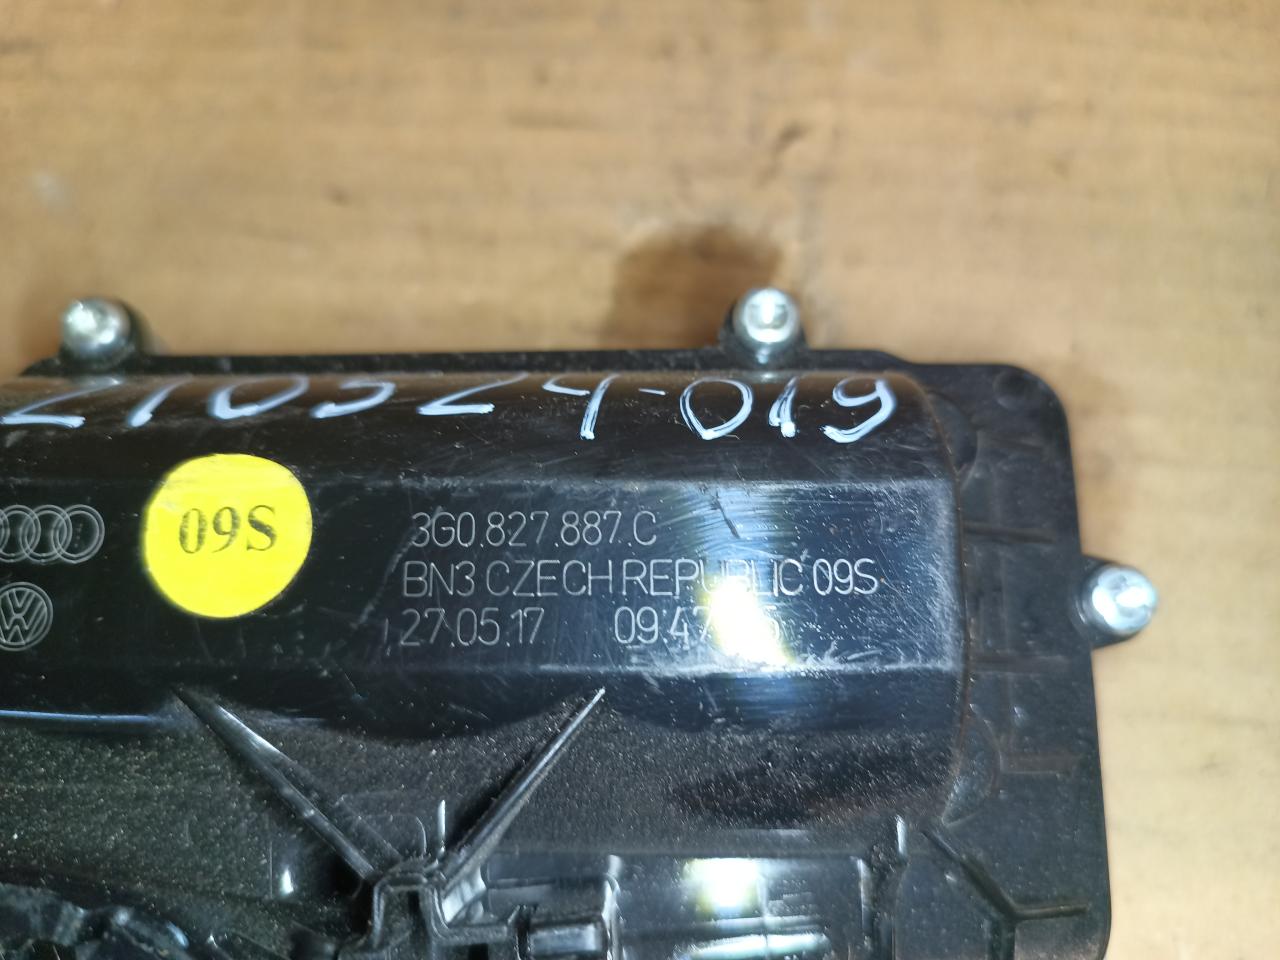 210524-019
09S
3G0.827.887.C
BN3 CZECH REPUBLIC 09S
27.05.17